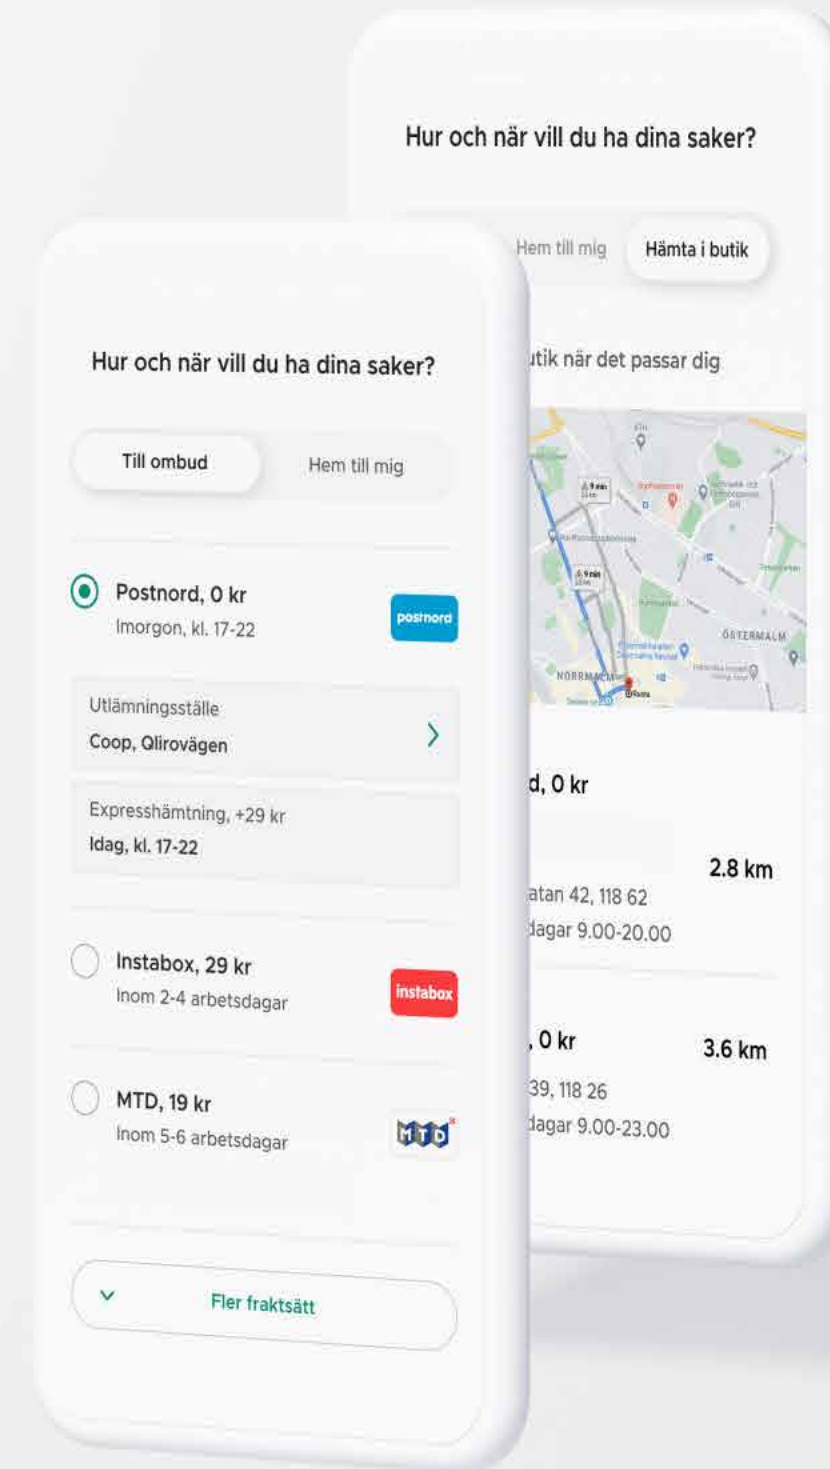 Hur och när vill du ha dina saker?
Till ombud
Hem till mig
Postnord, 0 kr
Imorgon, kl. 17-22
postnord
Utlämningsställe
Coop, Qlirovägen
Expresshämtning, +29 kr
Idag, kl. 17-22
Instabox, 29 kr
Inom 2-4 arbetsdagar
instabox
MTD, 19 kr
Inom 5-6 arbetsdagar
MTD
Fler fraktsätt
Hur och när vill du ha dina saker?
Hem till mig
Hämta i butik
utik när det passar dig
9 min
9 min
ÖSTERMALM
NORRMALM
d, 0 kr
2.8 km
atan 42, 118 62
dagar 9.00-20.00
, 0 kr
3.6 km
39, 118 26
dagar 9.00-23.00